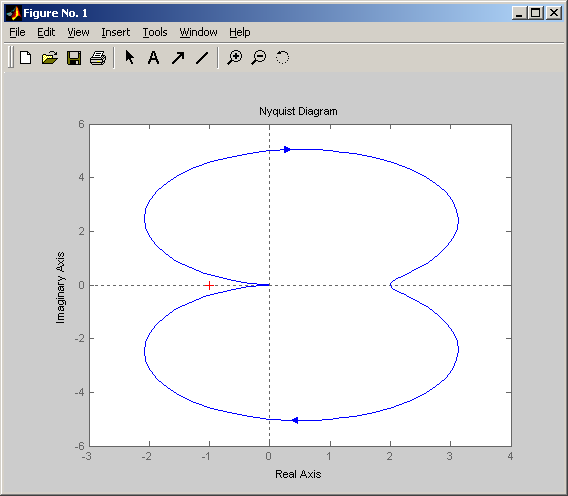 Figure No. 1
File Edit View Insert Tools Window Help
A
Nyquist Diagram
6
4
2
0
-2
-4
-6
Imaginary Axis
-3 -2 -1 0 1 2 3 4
Real Axis